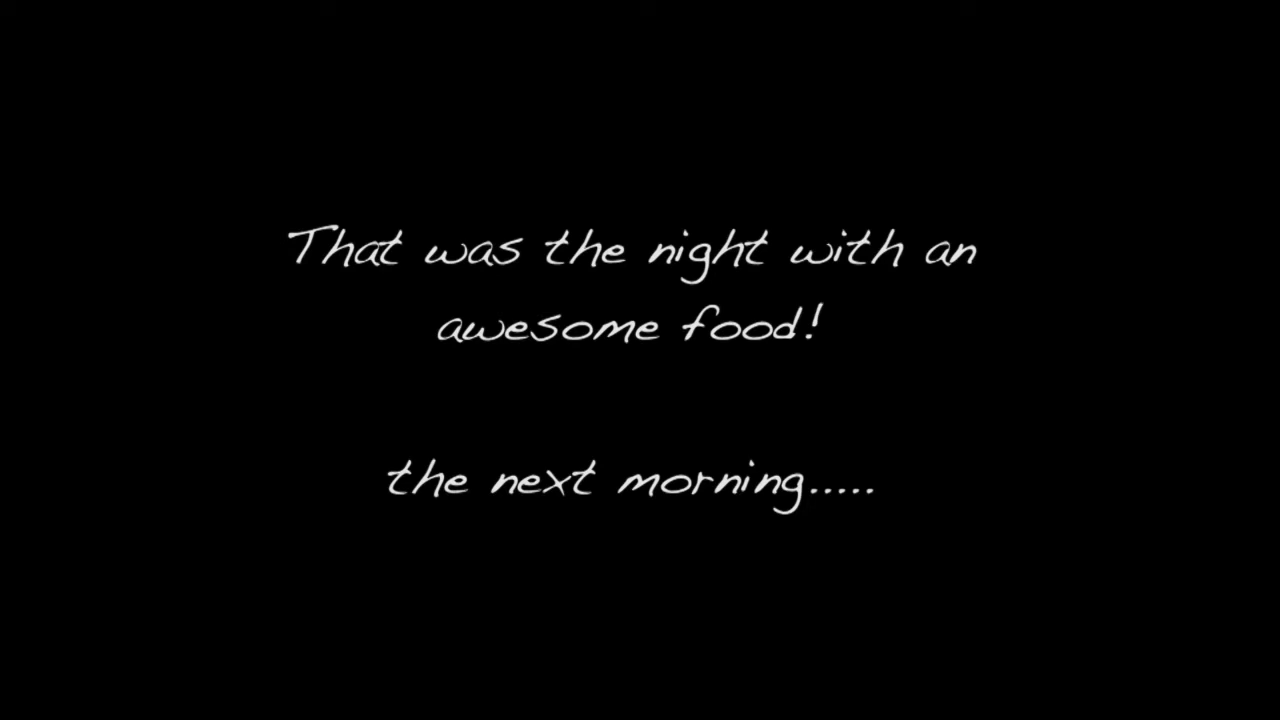 That was the night with an
awesome food!
the next morning.....